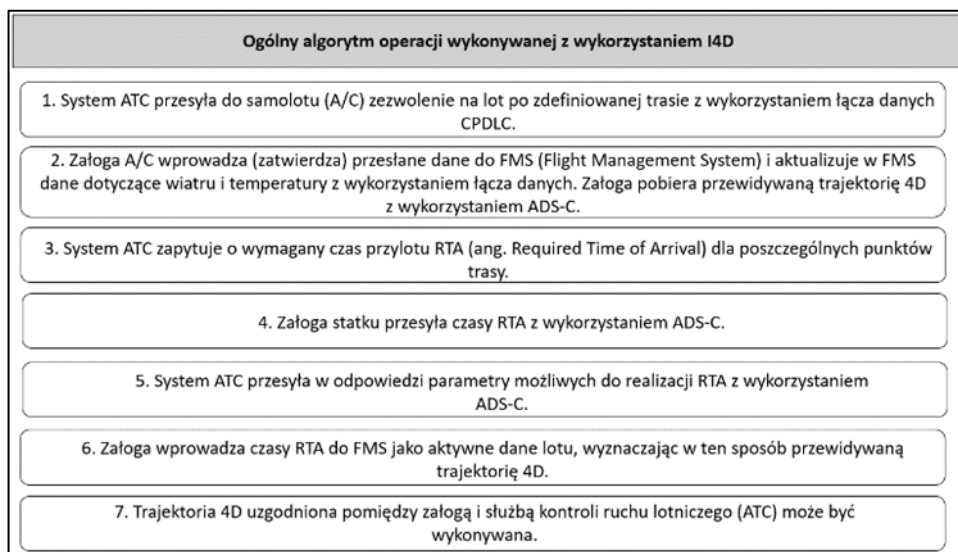 Ogólny algorytm operacji wykonywanej z wykorzystaniem I4D
1. System ATC przesyła do samolotu (A/C) zezwolenie na lot po zdefiniowanej trasie z wykorzystaniem łącza danych
CPDLC.
2. Załoga A/C wprowadza (zatwierdza) przesłane dane do FMS (Flight Management System) i aktualizuje w FMS
dane dotyczące wiatru i temperatury z wykorzystaniem łącza danych. Załoga pobiera przewidywaną trajektorię 4D
z wykorzystaniem ADS-C.
3. System ATC zapytuje o wymagany czas przylotu RTA (ang. Required Time of Arrival) dla poszczególnych punktów
trasy.
4. Załoga statku przesyła czasy RTA z wykorzystaniem ADS-C.
5. System ATC przesyła w odpowiedzi parametry możliwych do realizacji RTA z wykorzystaniem
ADS-C.
6. Załoga wprowadza czasy RTA do FMS jako aktywne dane lotu, wyznaczając w ten sposób przewidywaną
trajektorię 4D.
7. Trajektoria 4D uzgodniona pomiędzy załogą i służbą kontroli ruchu lotniczego (ATC) może być
wykonywana.